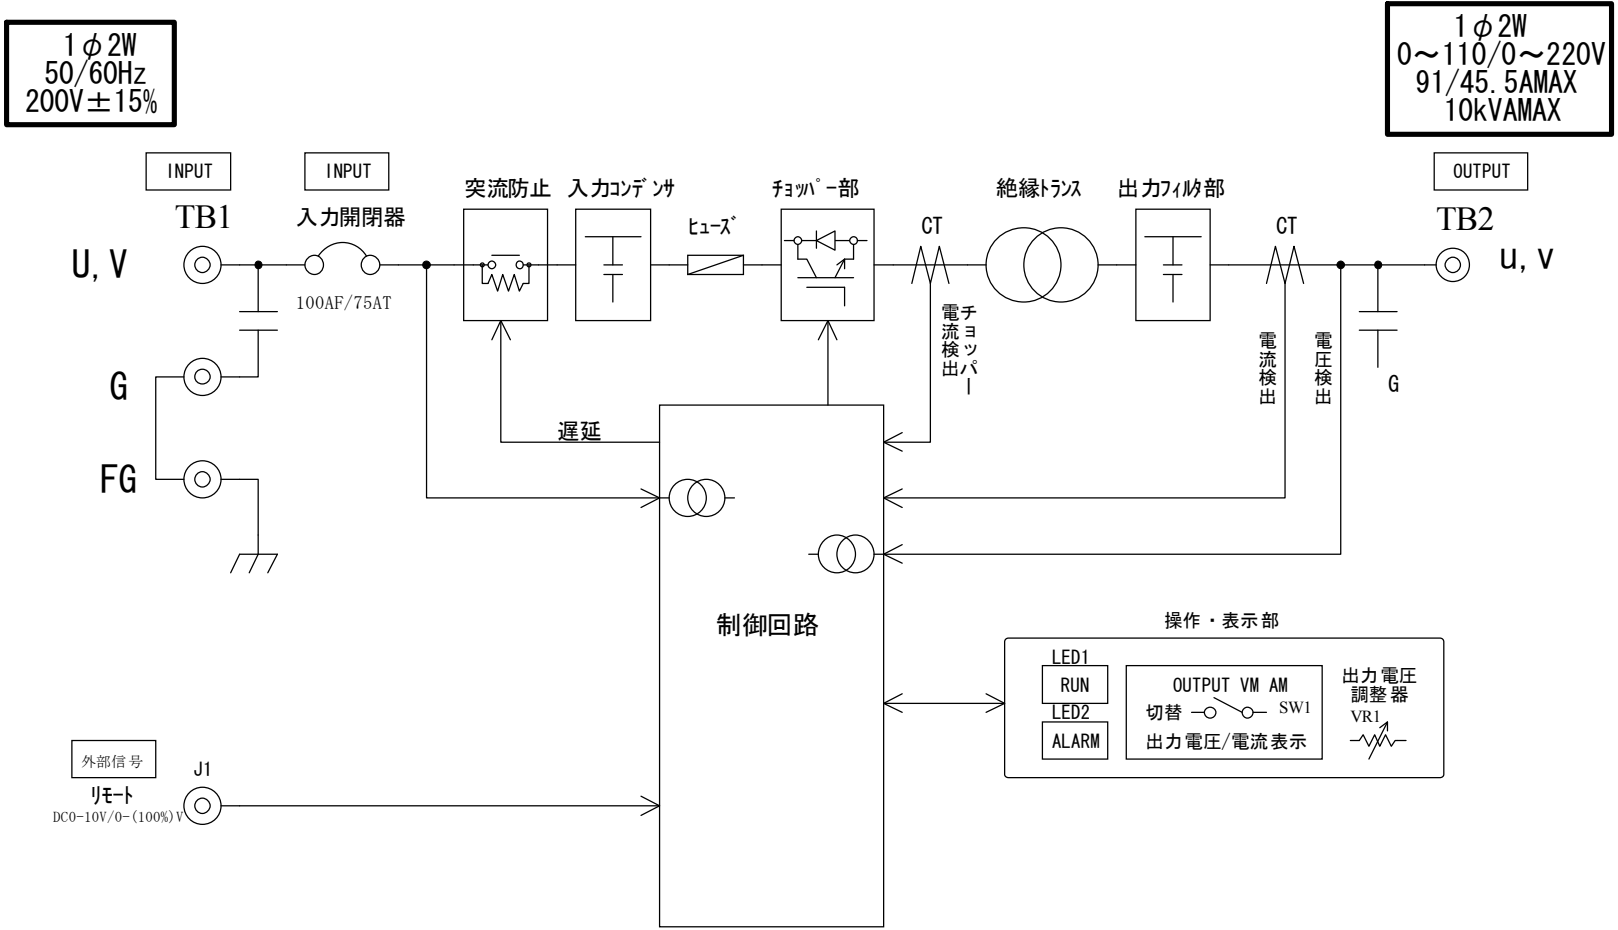 1φ2W
50/60Hz
200V±15%
1φ2W
0～110/0～220V
91/45.5AMAX
10kVAMAX
INPUT
INPUT
OUTPUT
TB1
入力開閉器
突流防止
入力コンデンサ
ヒューズ
チョッパー部
CT
絶縁トランス
出力フィルタ部
CT
TB2
U,V
100AF/75AT
u,v
チョッパー
電流検出
電流検出
電圧検出
G
G
遅延
FG
制御回路
操作・表示部
LED1
RUN
LED2
ALARM
OUTPUT VM AM
切替
SW1
出力電圧/電流表示
出力電圧
調整器
VR1
外部信号
J1
リモート
DC0-10V/0-(100%)V